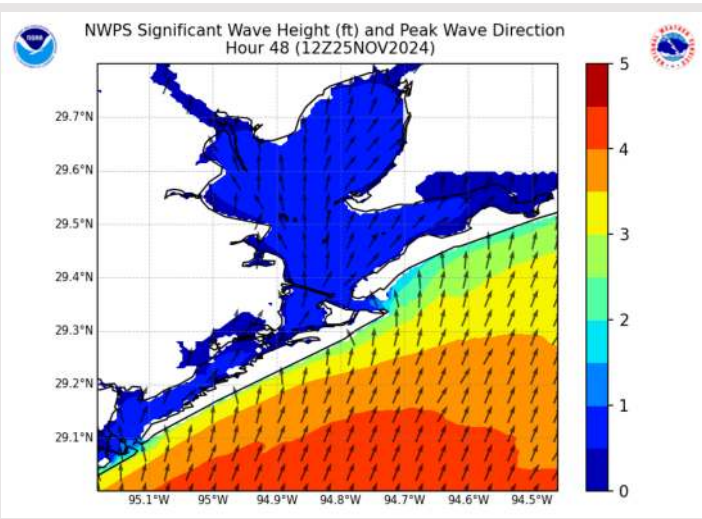 NWPS Significant Wave Height (ft) and Peak Wave Direction
Hour 48 (12Z25NOV2024)
NOAA
29.7°N
29.6°N
29.5°N
29.4°N
29.3°N
29.2°N
29.1°N
95.1°W 95°W 94.9°W 94.8°W 94.7°W 94.6°W 94.5°W
5
4
3
2
1
0